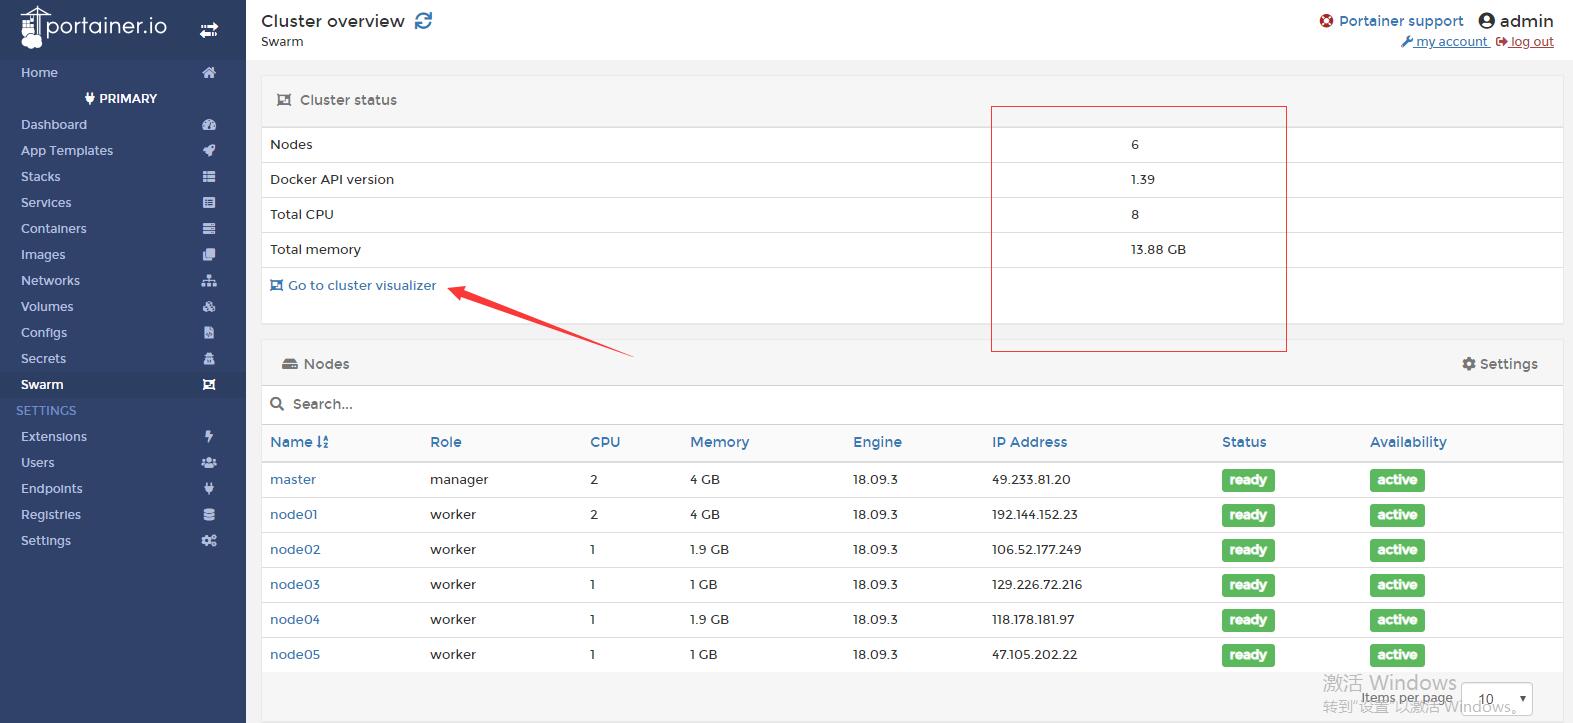 portainer.io
Home
PRIMARY
Dashboard
App Templates
Stacks
Services
Containers
Images
Networks
Volumes
Configs
Secrets
Swarm
SETTINGS
Extensions
Users
Endpoints
Registries
Settings
Cluster overview
Swarm
Portainer support admin
my account log out
Cluster status
Nodes 6
Docker API version 1.39
Total CPU 8
Total memory 13.88 GB
Go to cluster visualizer
Nodes Settings
Search...
Name Role CPU Memory Engine IP Address Status Availability
master manager 2 4 GB 18.09.3 49.233.81.20 ready active
node01 worker 2 4 GB 18.09.3 192.144.152.23 ready active
node02 worker 1 1.9 GB 18.09.3 106.52.177.249 ready active
node03 worker 1 1 GB 18.09.3 129.226.72.216 ready active
node04 worker 1 1.9 GB 18.09.3 118.178.181.97 ready active
node05 worker 1 1 GB 18.09.3 47.105.202.22 ready active
Items per page 10
激活 Windows
转到"设置"以激活 Windows。